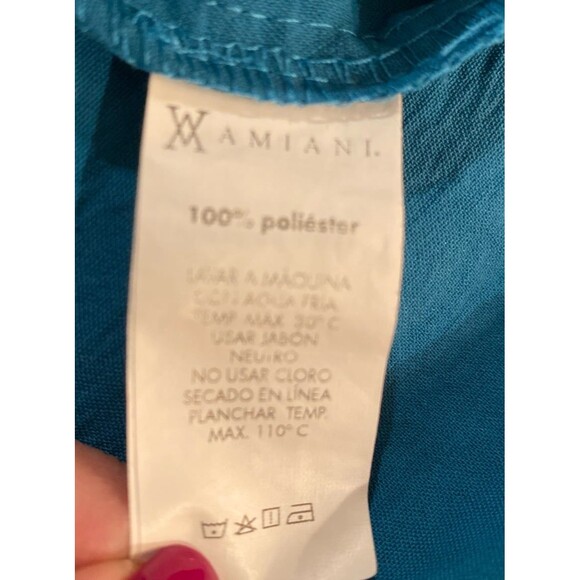 AMIANI.
100% poliéster
LAVAR A MÁQUINA
CON AGUA FRÍA
TEMP. MAX. 30° C
USAR JABÓN
NEUTRO
NO USAR CLORO
SECADO EN LÍNEA
PLANCHAR TEMP.
MAX. 110° C